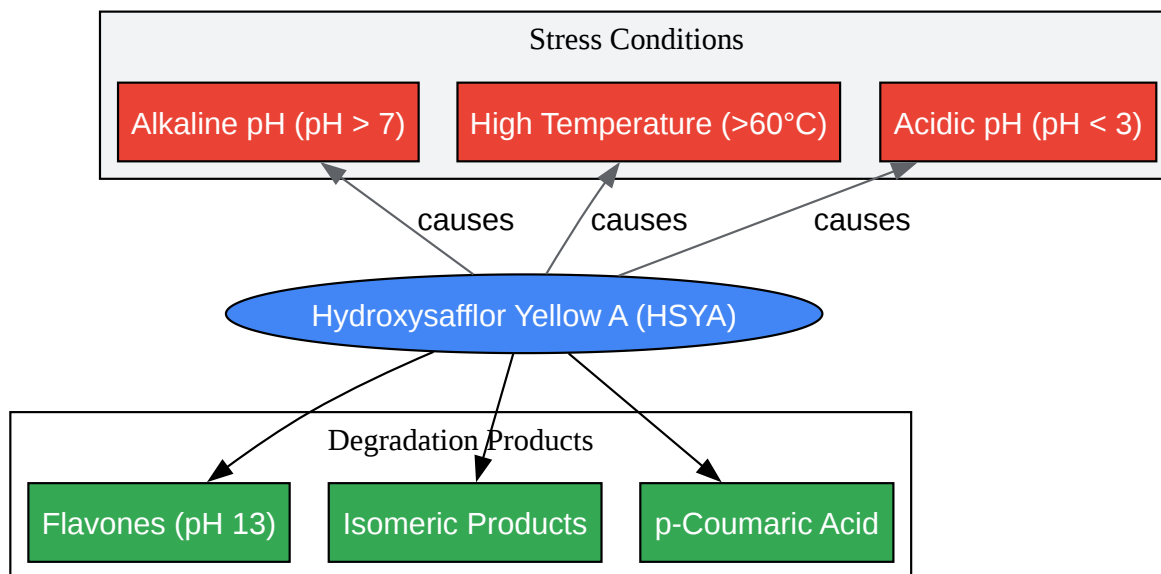 Stress Conditions
Alkaline pH (pH > 7)
High Temperature (>60°C)
Acidic pH (pH < 3)
causes
causes
causes
Hydroxysafflor Yellow A (HSYA)
Degradation Products
Flavones (pH 13)
Isomeric Products
p-Coumaric Acid